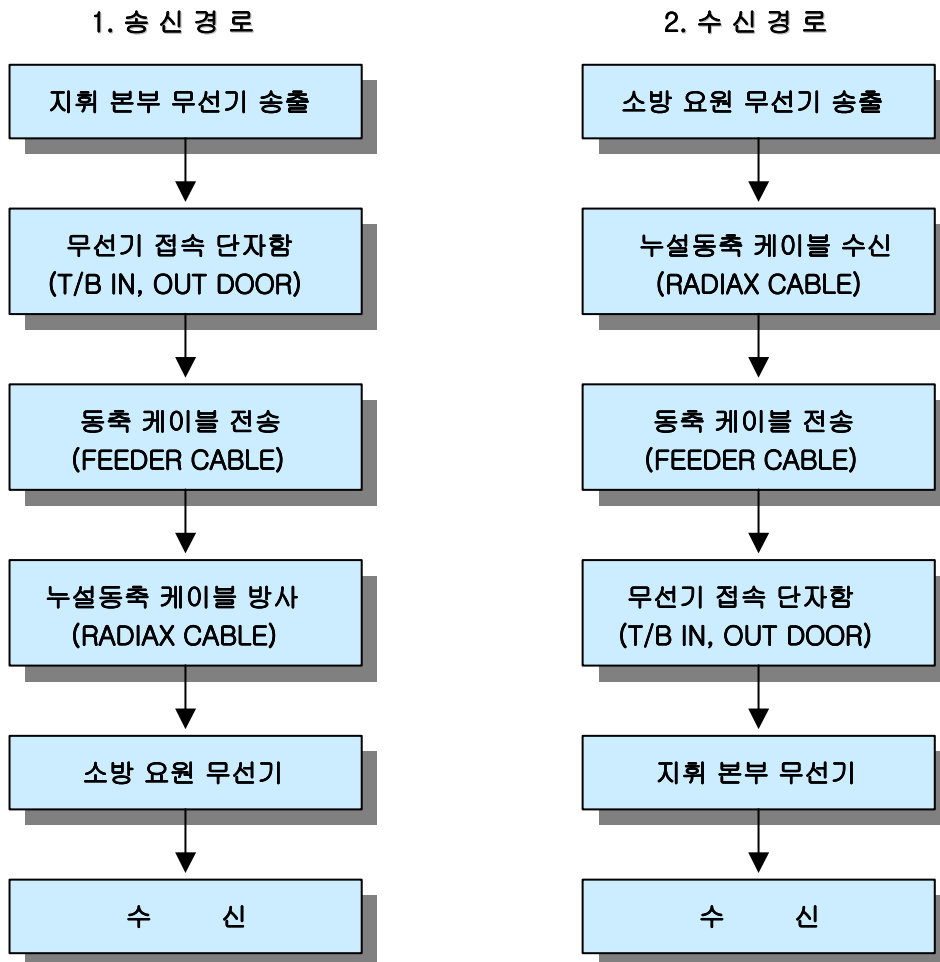 1. 송 신 경 로
지휘 본부 무선기 송출
무선기 접속 단자함
(T/B IN, OUT DOOR)
동축 케이블 전송
(FEEDER CABLE)
누설동축 케이블 방사
(RADIAX CABLE)
소방 요원 무선기
수 신
2. 수 신 경 로
소방 요원 무선기 송출
누설동축 케이블 수신
(RADIAX CABLE)
동축 케이블 전송
(FEEDER CABLE)
무선기 접속 단자함
(T/B IN, OUT DOOR)
지휘 본부 무선기
수 신